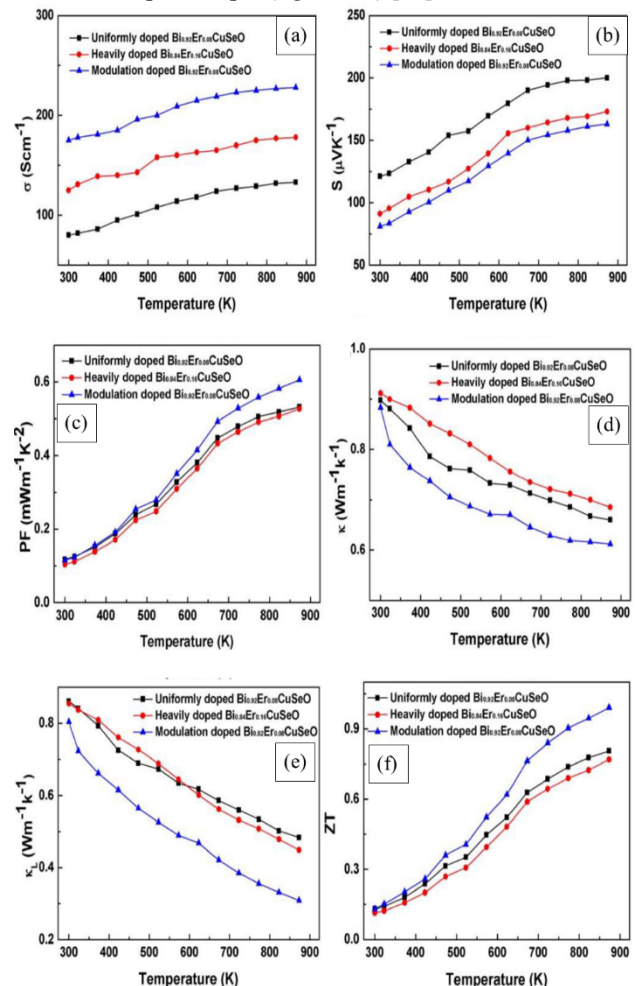 (a)
Uniformly doped Bi₀.₉₂Er₀.₀₈CuSeO
Heavily doped Bi₀.₈₄Er₀.₁₆CuSeO
Modulation doped Bi₀.₉₂Er₀.₀₈CuSeO
300
200
100
σ (Scm⁻¹)
300 400 500 600 700 800 900
Temperature (K)
(b)
Uniformly doped Bi₀.₉₂Er₀.₀₈CuSeO
Heavily doped Bi₀.₈₄Er₀.₁₆CuSeO
Modulation doped Bi₀.₉₂Er₀.₀₈CuSeO
250
200
150
100
50
S (μVK⁻¹)
300 400 500 600 700 800 900
Temperature (K)
Uniformly doped Bi₀.₉₂Er₀.₀₈CuSeO
Heavily doped Bi₀.₈₄Er₀.₁₆CuSeO
Modulation doped Bi₀.₉₂Er₀.₀₈CuSeO
(c)
0.6
0.4
0.2
0.0
PF (mWm⁻¹K⁻²)
300 400 500 600 700 800 900
Temperature (K)
Uniformly doped Bi₀.₉₂Er₀.₀₈CuSeO
Heavily doped Bi₀.₈₄Er₀.₁₆CuSeO
Modulation doped Bi₀.₉₂Er₀.₀₈CuSeO
(d)
1.0
0.8
0.6
κ (Wm⁻¹k⁻¹)
300 400 500 600 700 800 900
Temperature (K)
Uniformly doped Bi₀.₉₂Er₀.₀₈CuSeO
Heavily doped Bi₀.₈₄Er₀.₁₆CuSeO
Modulation doped Bi₀.₉₂Er₀.₀₈CuSeO
(e)
0.8
0.6
0.4
0.2
κL (Wm⁻¹k⁻¹)
300 400 500 600 700 800 900
Temperature (K)
Uniformly doped Bi₀.₉₂Er₀.₀₈CuSeO
Heavily doped Bi₀.₈₄Er₀.₁₆CuSeO
Modulation doped Bi₀.₉₂Er₀.₀₈CuSeO
(f)
0.9
0.6
0.3
0.0
ZT
300 400 500 600 700 800 900
Temperature (K)